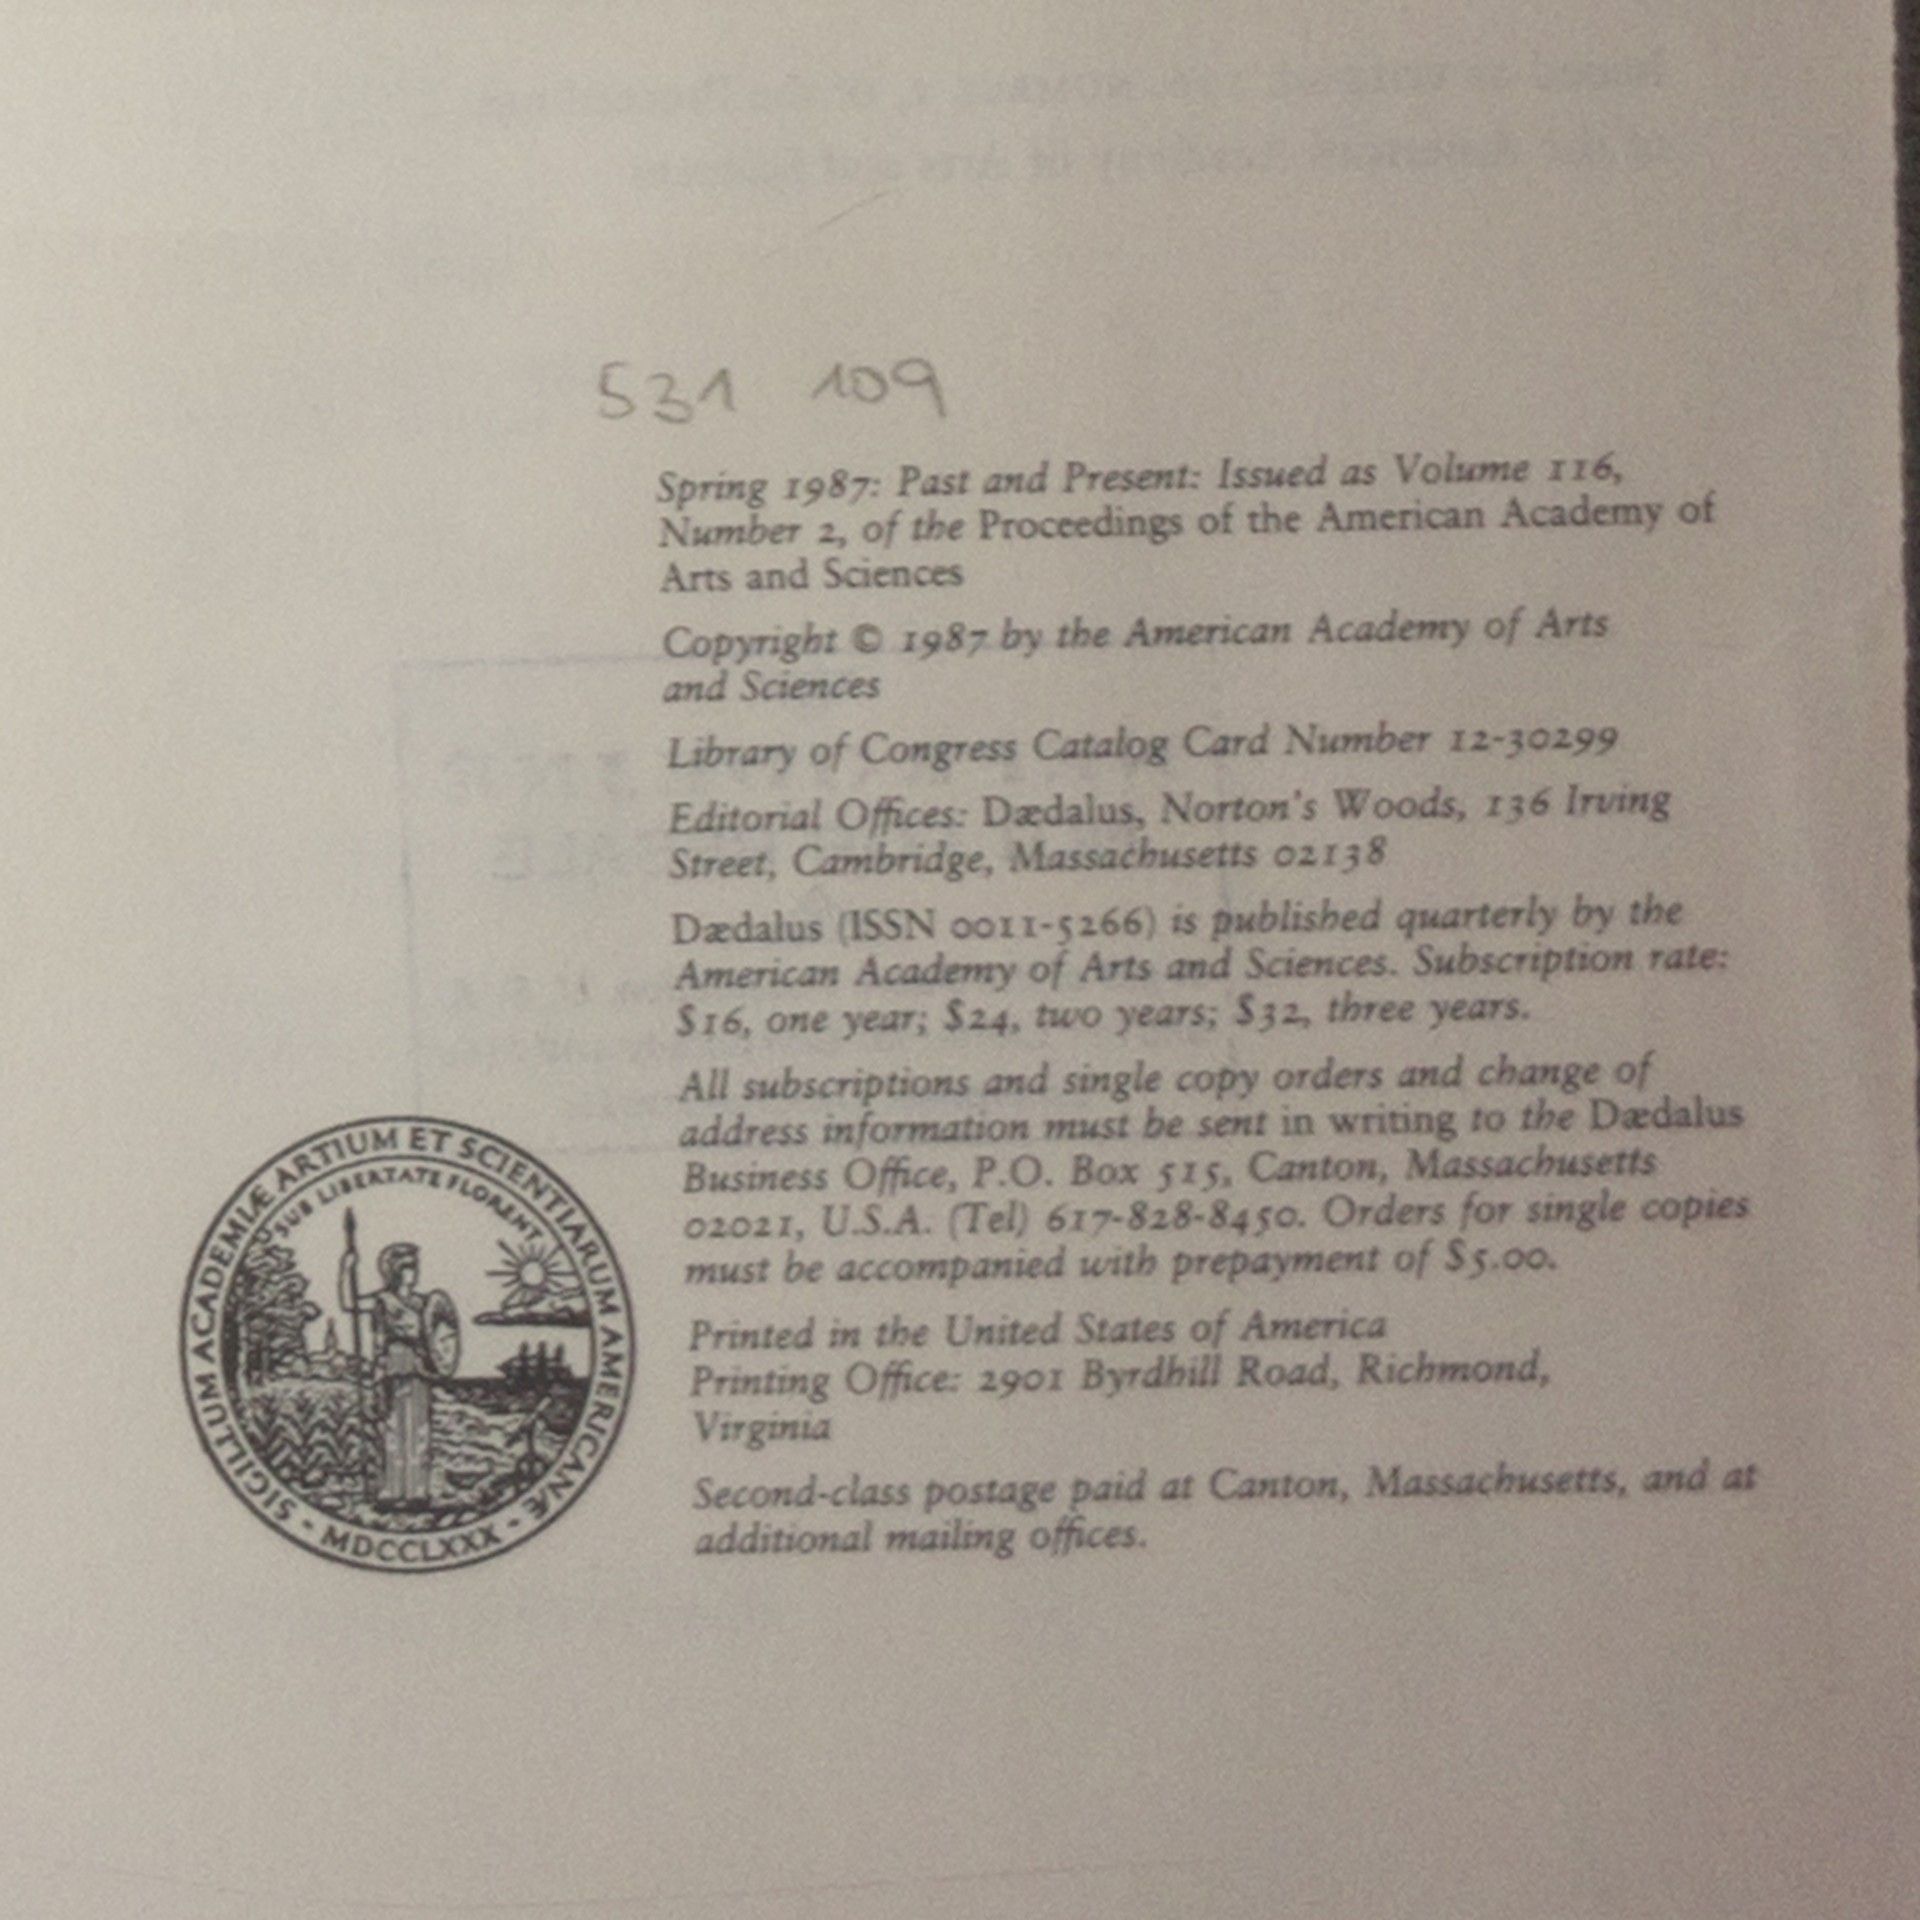 531 109
Spring 1987: Past and Present: Issued as Volume 116,
Number 2, of the Proceedings of the American Academy of
Arts and Sciences
Copyright © 1987 by the American Academy of Arts
and Sciences
Library of Congress Catalog Card Number 12-30299
Editorial Offices: Dædalus, Norton's Woods, 136 Irving
Street, Cambridge, Massachusetts 02138
Dædalus (ISSN 0011-5266) is published quarterly by the
American Academy of Arts and Sciences. Subscription rate:
$16, one year; $24, two years; $32, three years.
All subscriptions and single copy orders and change of
address information must be sent in writing to the Dædalus
Business Office, P.O. Box 515, Canton, Massachusetts
02021, U.S.A. (Tel) 617-828-8450. Orders for single copies
must be accompanied with prepayment of $5.00.
Printed in the United States of America
Printing Office: 2901 Byrdhill Road, Richmond,
Virginia
Second-class postage paid at Canton, Massachusetts, and at
additional mailing offices.
SIGILLUM ACADEMIÆ ARTIUM ET SCIENTIARUM AMERICANÆ
SUB LIBERTATE FLORENT
· MDCCLXXX ·